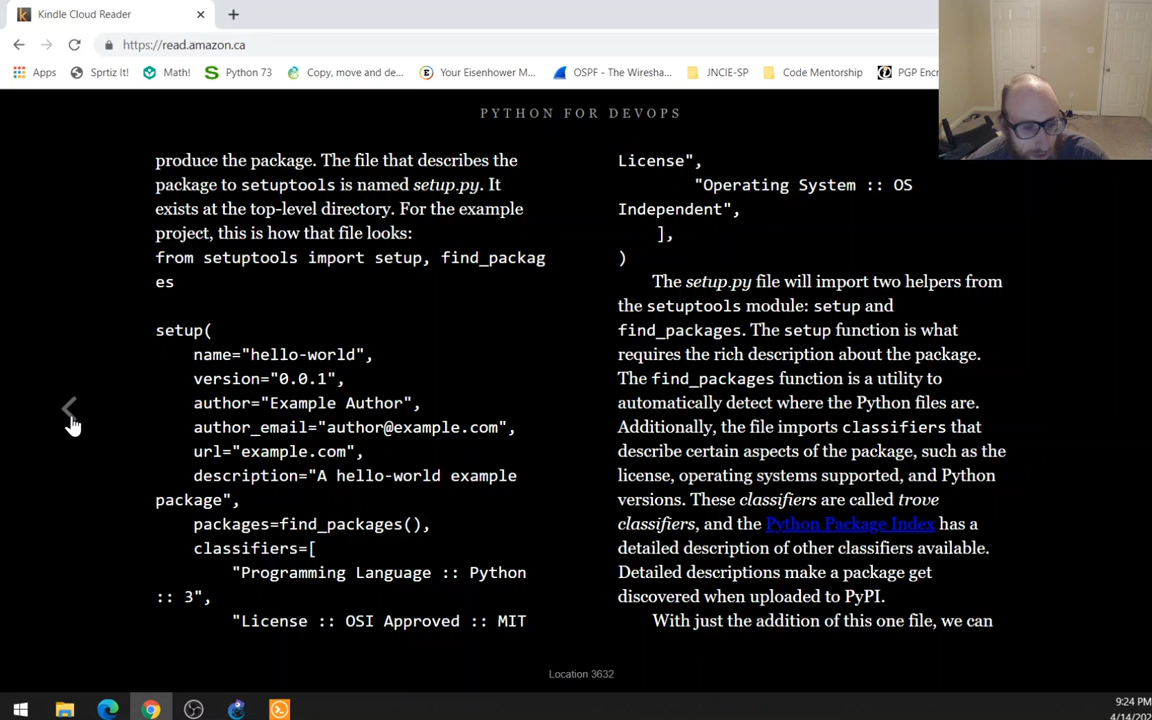 Kindle Cloud Reader
https://read.amazon.ca
Apps
Sprtiz It!
Math!
Python 73
Copy, move and de...
Your Eisenhower M...
OSPF - The Wiresha...
JNCIE-SP
Code Mentorship
PGP Encr
PYTHON FOR DEVOPS
produce the package. The file that describes the
package to setuptools is named setup.py. It
exists at the top-level directory. For the example
project, this is how that file looks:
from setuptools import setup, find_packag
es
setup(
name="hello-world",
version="0.0.1",
author="Example Author",
author_email="author@example.com",
url="example.com",
description="A hello-world example
package",
packages=find_packages(),
classifiers=[
"Programming Language :: Python
:: 3",
"License :: OSI Approved :: MIT
License",
"Operating System :: OS
Independent",
],
)
The setup.py file will import two helpers from
the setuptools module: setup and
find_packages. The setup function is what
requires the rich description about the package.
The find_packages function is a utility to
automatically detect where the Python files are.
Additionally, the file imports classifiers that
describe certain aspects of the package, such as the
license, operating systems supported, and Python
versions. These classifiers are called trove
classifiers, and the Python Package Index has a
detailed description of other classifiers available.
Detailed descriptions make a package get
discovered when uploaded to PyPI.
With just the addition of this one file, we can
Location 3632
9:24 PM
4/14/202